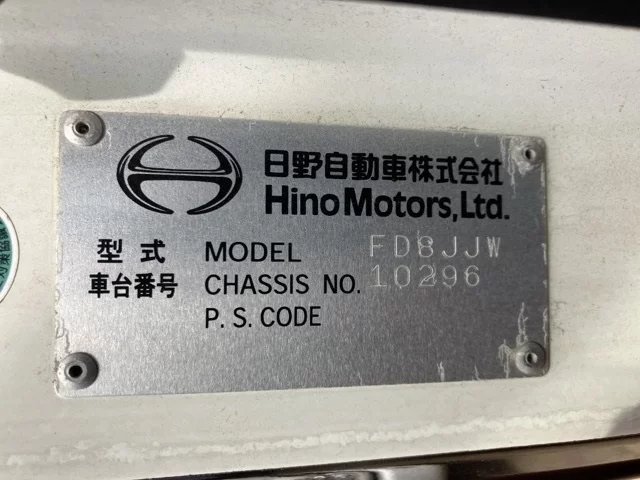 日野自動車株式会社
Hino Motors, Ltd.
型式 MODEL FD8JJW
車台番号 CHASSIS NO. 10296
P.S.CODE